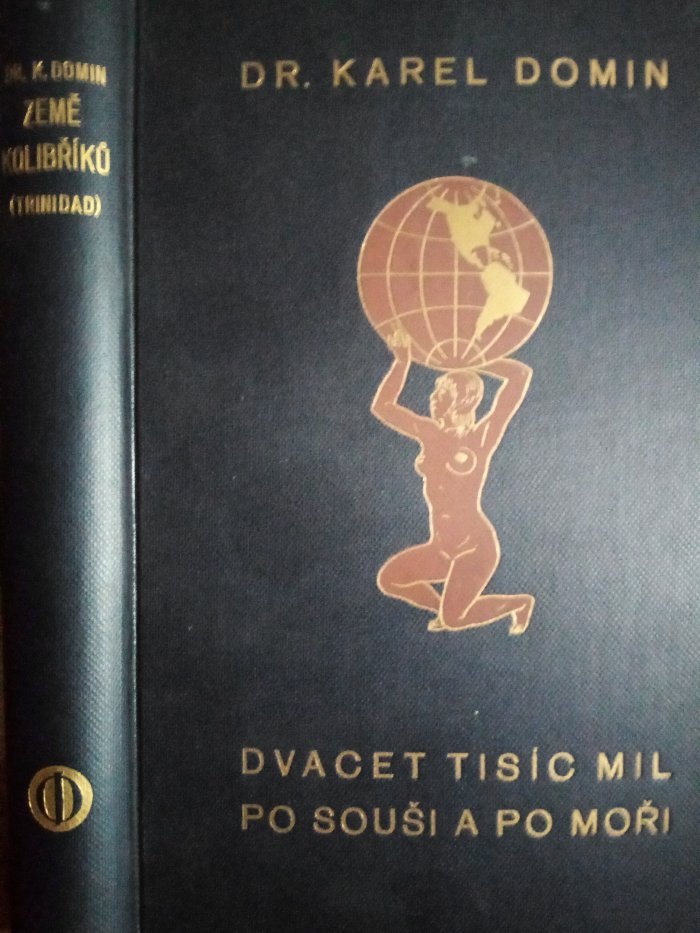 DR. K. DOMIN
ZEMĚ
KOLIBŘÍKŮ
(TRINIDAD)
DR. KAREL DOMIN
DVACET TISÍC MIL
PO SOUŠI A PO MOŘI